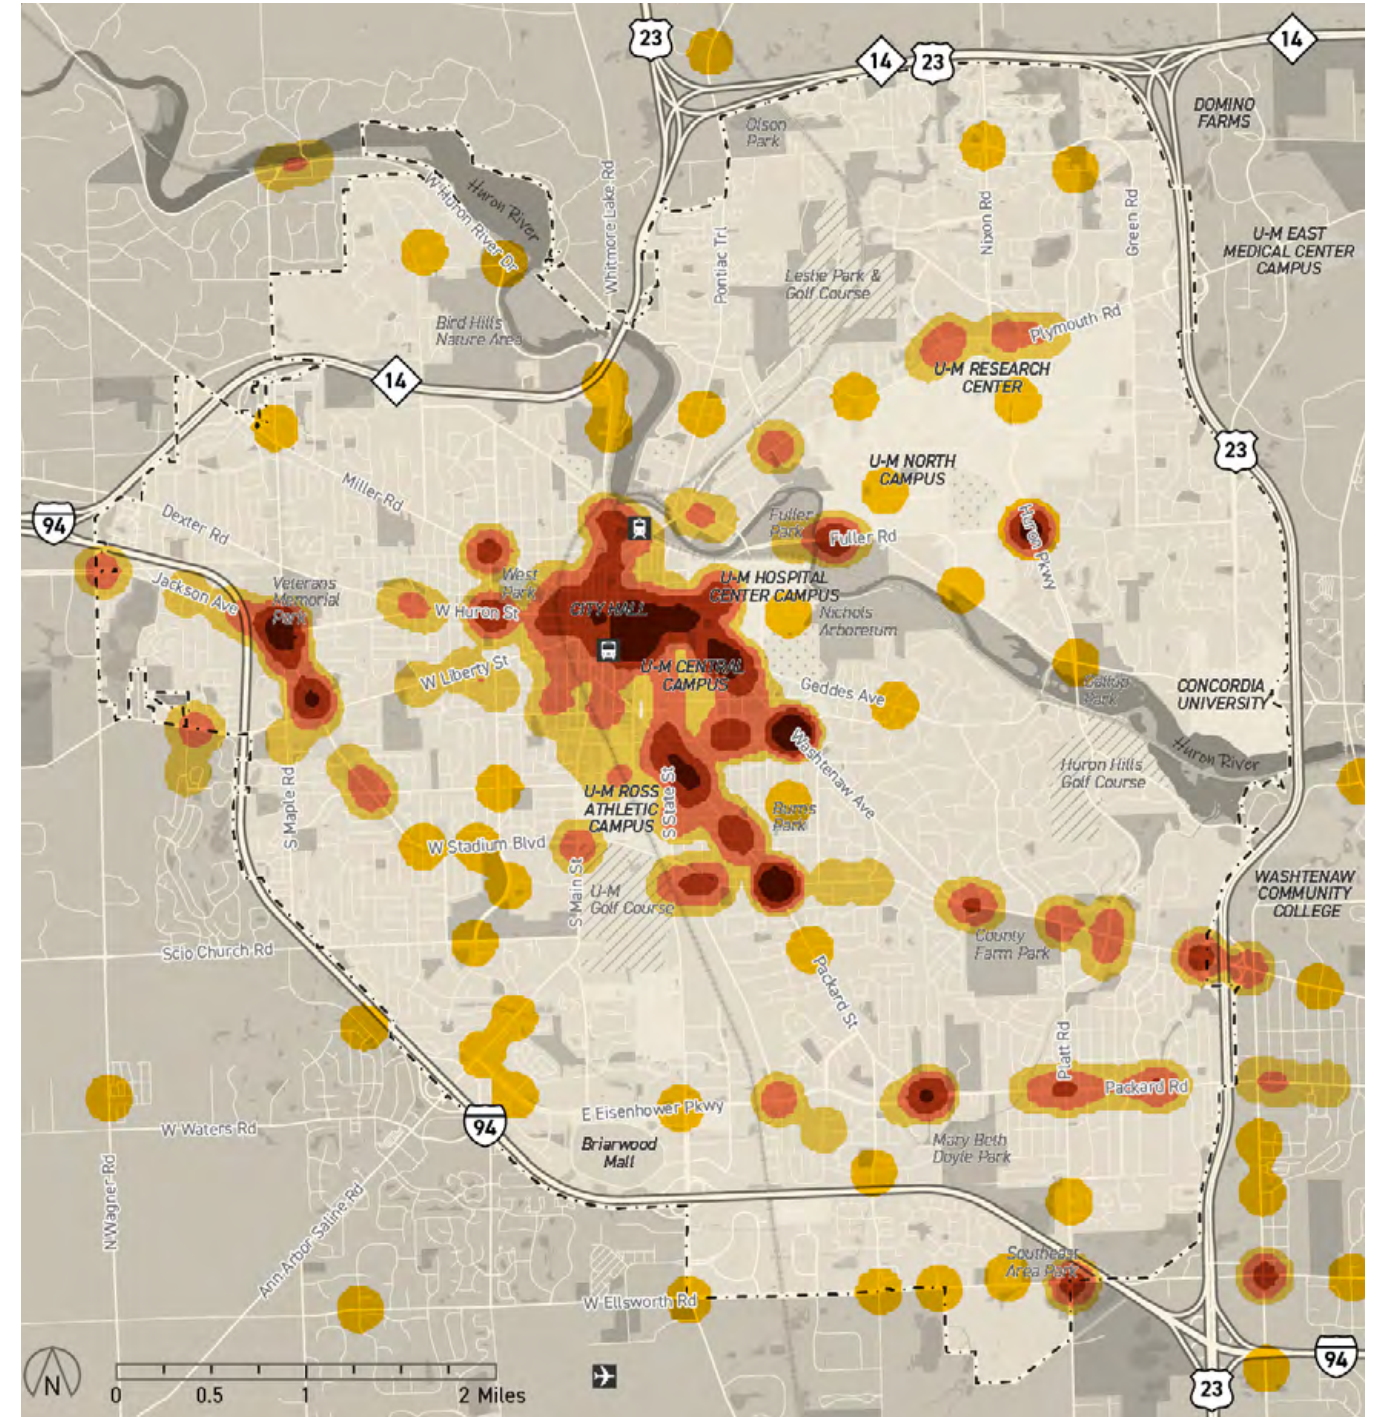 23
14
23
14
DOMINO
FARMS
Olson
Park
Huron River
W Huron River Dr
Whitmore Lake Rd
Pontiac Trl
Nixon Rd
Green Rd
U-M EAST
MEDICAL CENTER
CAMPUS
Leslie Park &
Golf Course
Bird Hills
Nature Area
Plymouth Rd
U-M RESEARCH
CENTER
14
23
U-M NORTH
CAMPUS
Miller Rd
94
Dexter Rd
Fuller
Park
Fuller Rd
Huron Pkwy
Jackson Ave
Veterans
Memorial
Park
West
Park
W Huron St
CITY HALL
U-M HOSPITAL
CENTER CAMPUS
Nichols
Arboretum
W Liberty St
U-M CENTRAL
CAMPUS
Geddes Ave
Gallup
Park
CONCORDIA
UNIVERSITY
Huron River
Washtenaw Ave
Huron Hills
Golf Course
S Maple Rd
U-M ROSS
ATHLETIC
CAMPUS
S State St
Burns
Park
W Stadium Blvd
S Main St
U-M
Golf Course
WASHTENAW
COMMUNITY
COLLEGE
Scio Church Rd
County
Farm Park
Packard St
Platt Rd
Packard Rd
E Eisenhower Pkwy
W Waters Rd
94
Briarwood
Mall
Mary Beth
Doyle Park
N Wagner Rd
Ann Arbor Saline Rd
Southeast
Area Park
W Ellsworth Rd
94
23
N
0 0.5 1 2 Miles